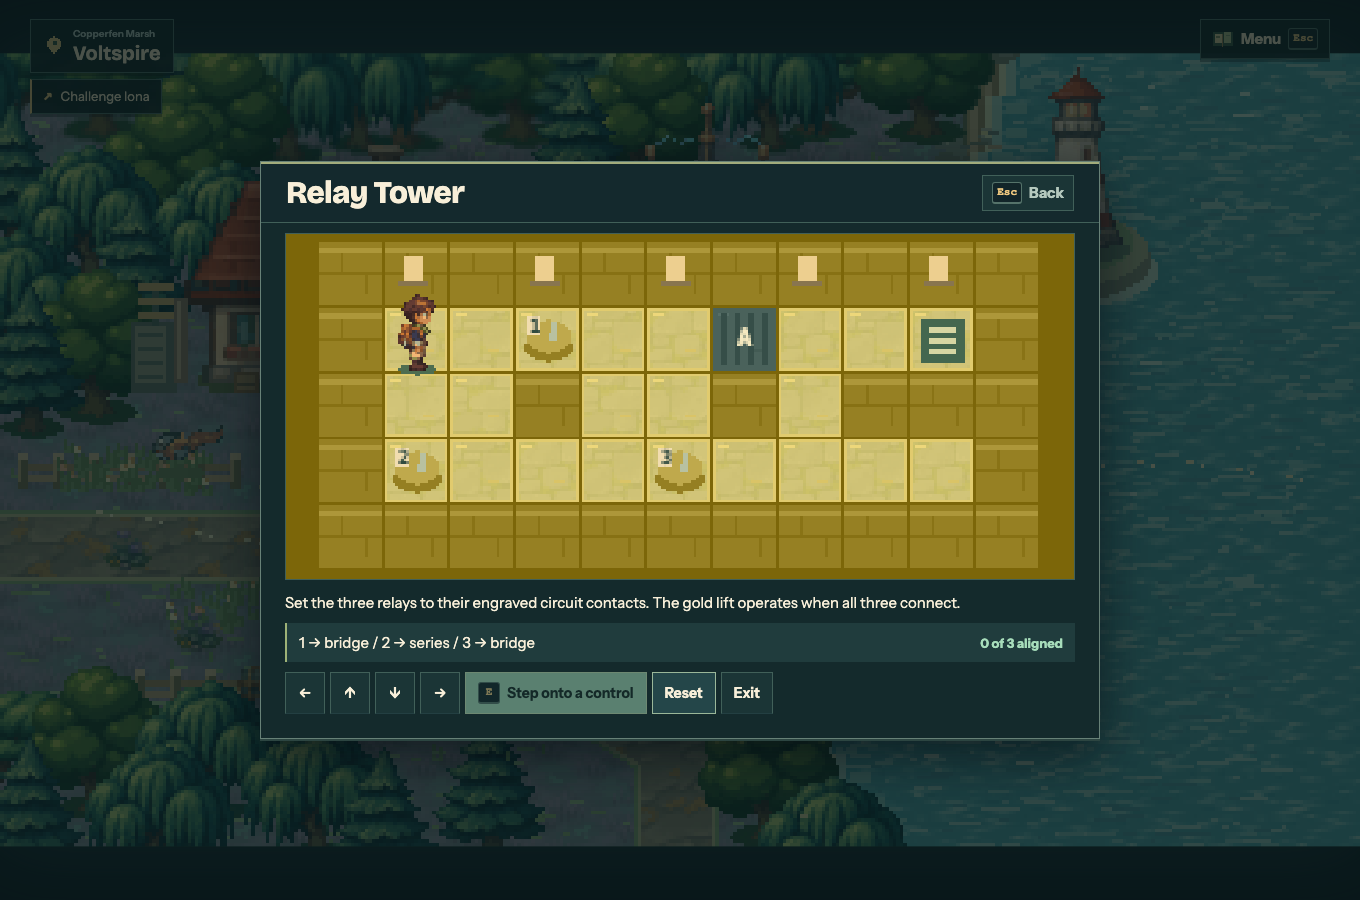 Copperfen Marsh
Voltspire
Menu Esc
↗ Challenge Iona
Relay Tower
Esc Back
1
A
2
3
Set the three relays to their engraved circuit contacts. The gold lift operates when all three connect.
1 → bridge / 2 → series / 3 → bridge
0 of 3 aligned
← ↑ ↓ → E Step onto a control Reset Exit